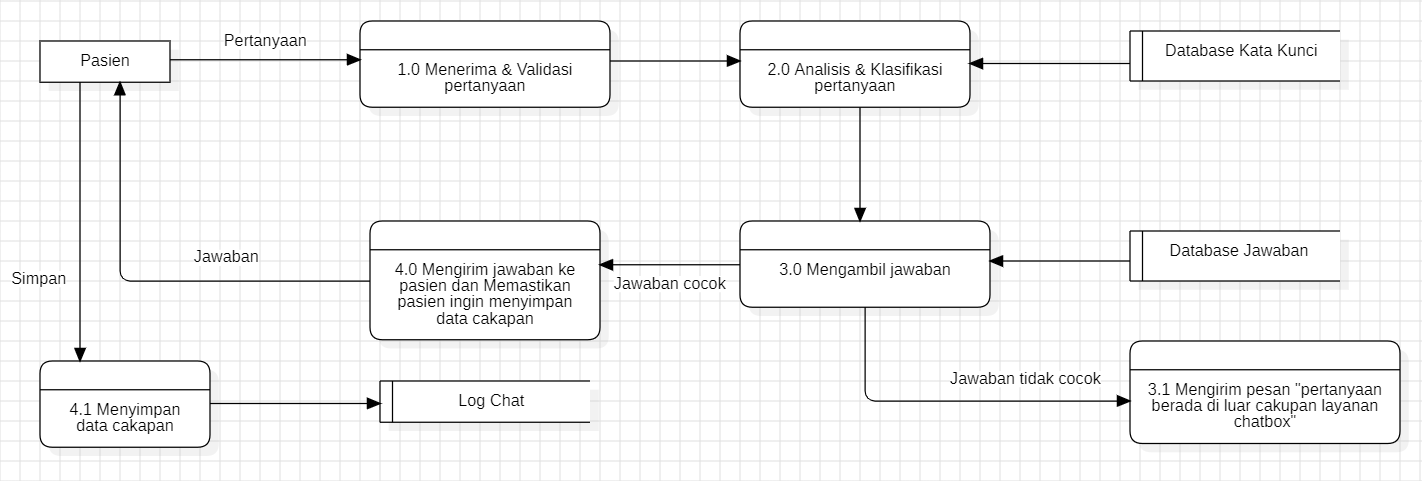 Pertanyaan
Pasien
1.0 Menerima & Validasi
pertanyaan
2.0 Analisis & Klasifikasi
pertanyaan
Database Kata Kunci
Simpan
Jawaban
4.0 Mengirim jawaban ke
pasien dan Memastikan
pasien ingin menyimpan
data cakapan
Jawaban cocok
3.0 Mengambil jawaban
Database Jawaban
4.1 Menyimpan
data cakapan
Log Chat
Jawaban tidak cocok
3.1 Mengirim pesan "pertanyaan
berada di luar cakupan layanan
chatbox"